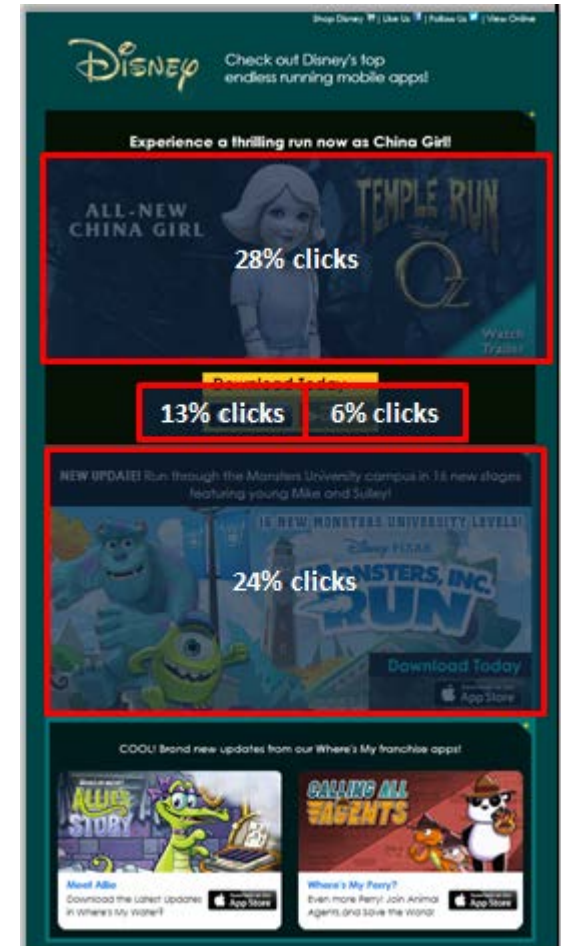 Shop Disney | Like Us | Follow Us | View Online
Disney
Check out Disney's top
endless running mobile apps!
Experience a thrilling run now as China Girl!
ALL-NEW
CHINA GIRL
TEMPLE RUN
Disney
OZ
28% clicks
Watch
Trailer
Download Today
13% clicks
6% clicks
NEW UPDATE! Run through the Monsters University campus in 16 new stages
featuring young Mike and Sulley!
16 NEW MONSTERS UNIVERSITY LEVELS!
Disney PIXAR
MONSTERS, INC.
RUN
24% clicks
Download Today
App Store
COOL! Brand new updates from our Where's My franchise apps!
ALLIE'S
STORY
CALLING ALL
AGENTS
Meet Allie
Download the Latest Updates
in Where's My Water?
App Store
Where's My Perry?
Even more Perry! Join Animal
Agents and Save the World!
App Store